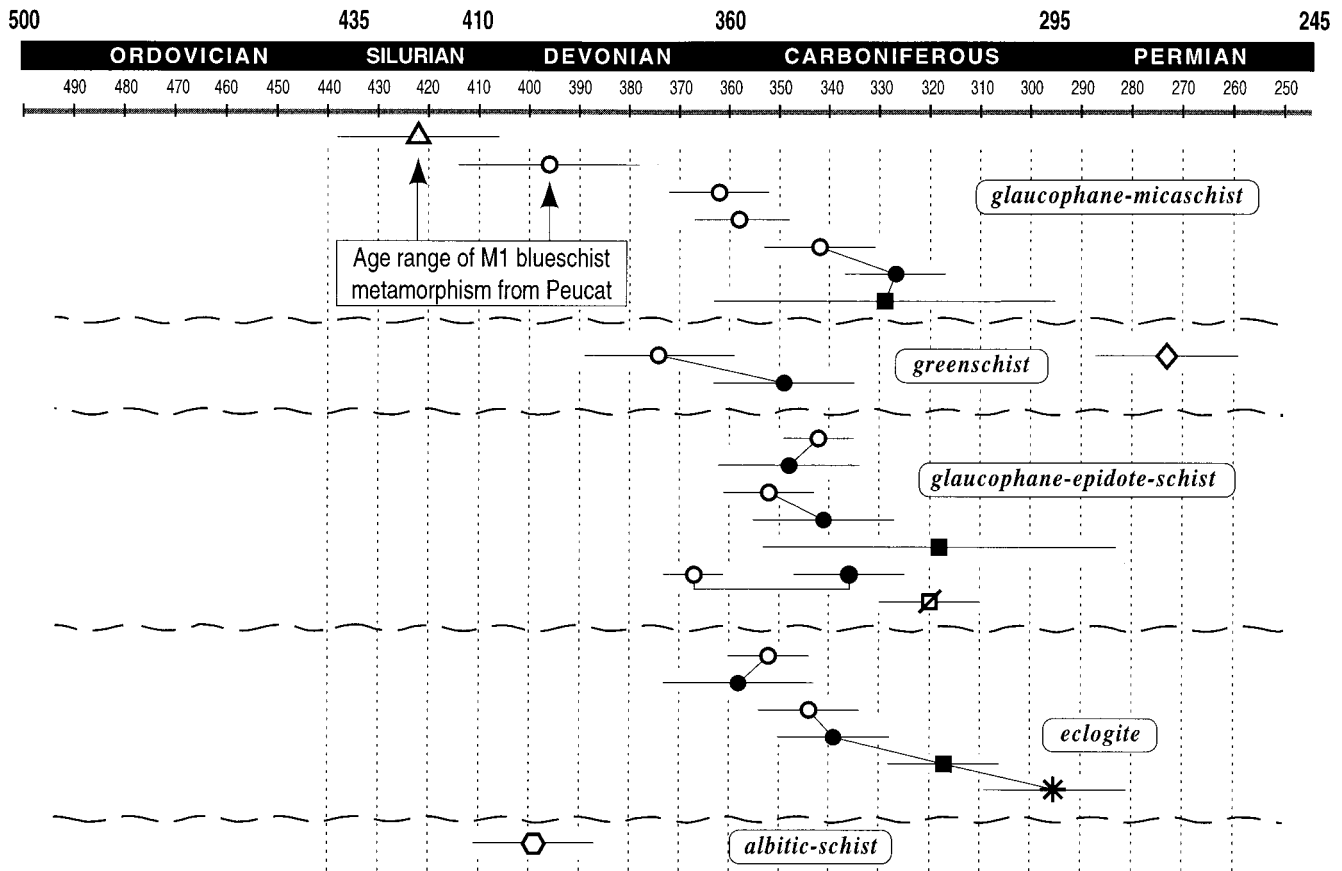 500 435 410 360 295 245
ORDOVICIAN SILURIAN DEVONIAN CARBONIFEROUS PERMIAN
490 480 470 460 450 440 430 420 410 400 390 380 370 360 350 340 330 320 310 300 290 280 270 260 250
glaucophane-micaschist
Age range of M1 blueschist
metamorphism from Peucat
greenschist
glaucophane-epidote-schist
eclogite
albitic-schist